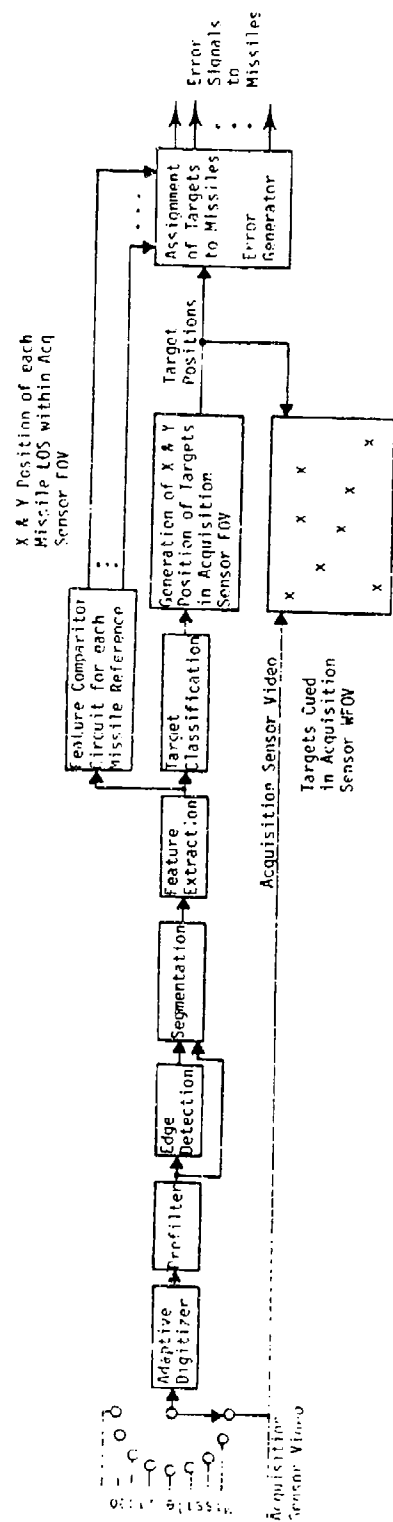 Missile Video
Acquisition
Sensor Video
Adaptive
Digitizer
Prefilter
Edge
Detection
Segmentation
Feature
Extraction
Feature Comparitor
Circuit for each
Missile Reference
Target
Classification
X & Y Position of each
Missile LOS within Acq
Sensor FOV
Generation of X & Y
Position of Targets
in Acquisition
Sensor FOV
Target
Positions
Assignment
of Targets
to Missiles
Error
Generator
Error
Signals
to
Missiles
Acquisition Sensor Video
Targets Cued
in Acquisition
Sensor WFOV
X
X
X
X
X
X
X
X